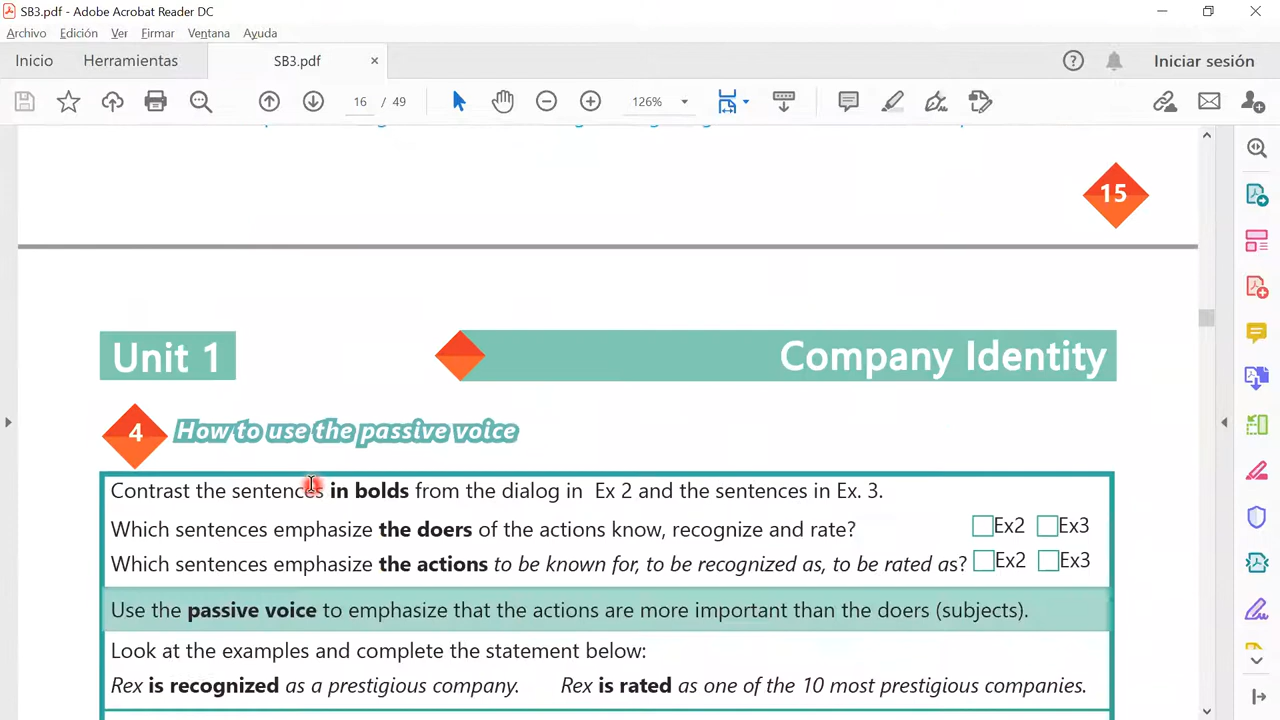 SB3.pdf - Adobe Acrobat Reader DC
Archivo Edición Ver Firmar Ventana Ayuda
Inicio Herramientas SB3.pdf × Iniciar sesión
16 / 49 126%
15
Unit 1 Company Identity
4 How to use the passive voice
Contrast the sentences in bolds from the dialog in Ex 2 and the sentences in Ex. 3.
Which sentences emphasize the doers of the actions know, recognize and rate? Ex2 Ex3
Which sentences emphasize the actions to be known for, to be recognized as, to be rated as? Ex2 Ex3
Use the passive voice to emphasize that the actions are more important than the doers (subjects).
Look at the examples and complete the statement below:
Rex is recognized as a prestigious company. Rex is rated as one of the 10 most prestigious companies.